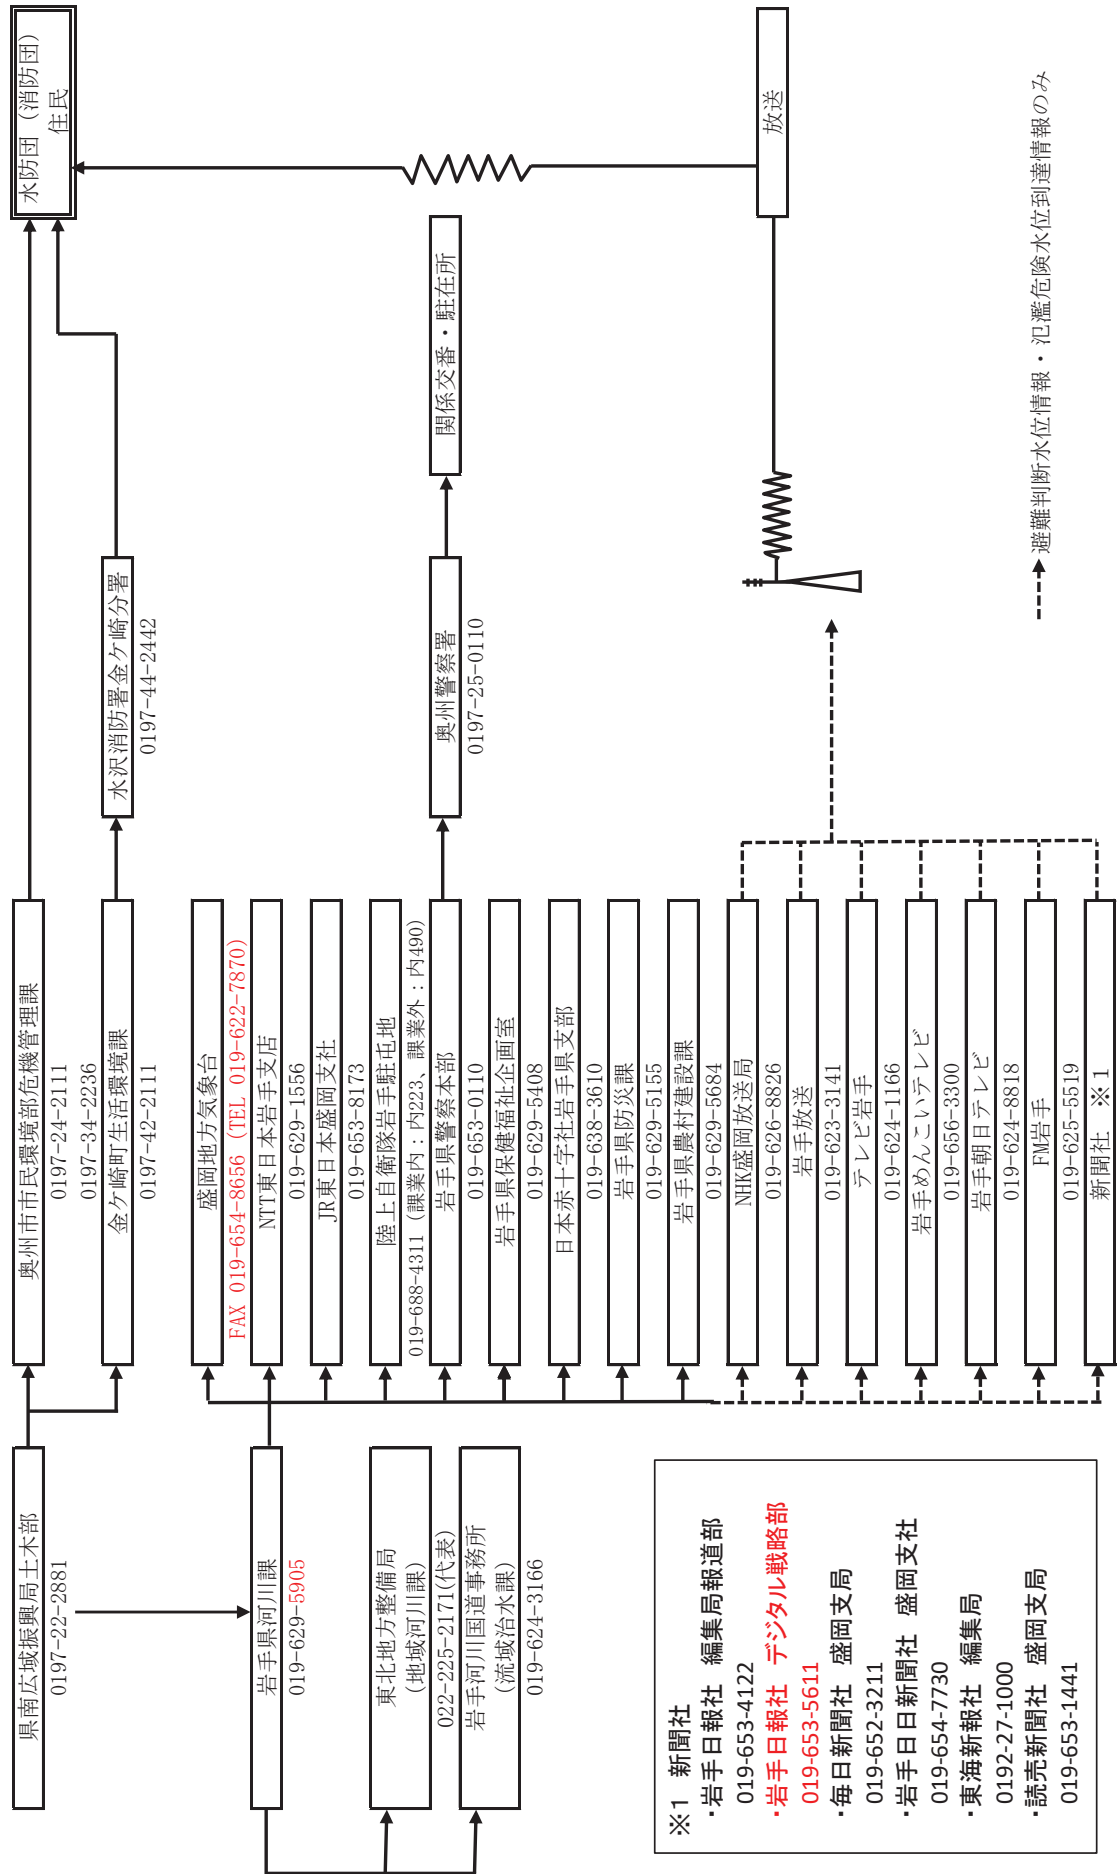 県南広域振興局土木部
0197-22-2881
岩手県河川課
019-629-5905
東北地方整備局
(地域河川課)
022-225-2171(代表)
岩手河川国道事務所
(流域治水課)
019-624-3166
奥州市市民環境部危機管理課
0197-24-2111
0197-34-2236
金ケ崎町生活環境課
0197-42-2111
盛岡地方気象台
FAX 019-654-8656 (TEL 019-622-7870)
NTT東日本岩手支店
019-629-1556
JR東日本盛岡支社
019-653-8173
陸上自衛隊岩手駐屯地
019-688-4311 (課業内：内223、課業外：内490)
岩手県警察本部
019-653-0110
岩手県保健福祉企画室
019-629-5408
日本赤十字社岩手県支部
019-638-3610
岩手県防災課
019-629-5155
岩手県農村建設課
019-629-5684
NHK盛岡放送局
019-626-8826
岩手放送
019-623-3141
テレビ岩手
019-624-1166
岩手めんこいテレビ
019-656-3300
岩手朝日テレビ
019-624-8818
FM岩手
019-625-5519
新聞社 ※1
水沢消防署金ケ崎分署
0197-44-2442
奥州警察署
0197-25-0110
関係交番・駐在所
水防団（消防団）
住民
放送
避難判断水位情報・氾濫危険水位到達情報のみ
※1 新聞社
・岩手日報社 編集局報道部
019-653-4122
・岩手日報社 デジタル戦略部
019-653-5611
・毎日新聞社 盛岡支局
019-652-3211
・岩手日日新聞社 盛岡支社
019-654-7730
・東海新報社 編集局
0192-27-1000
・読売新聞社 盛岡支局
019-653-1441